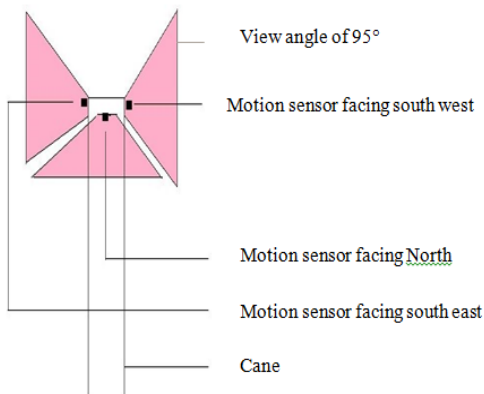 View angle of 95°
Motion sensor facing south west
Motion sensor facing North
Motion sensor facing south east
Cane